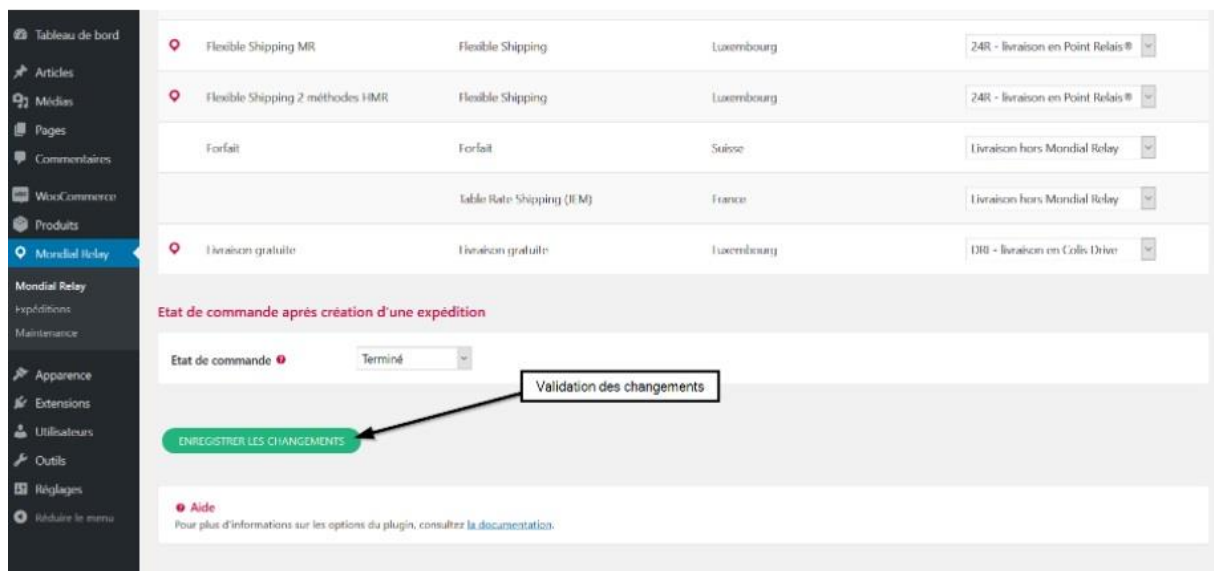 Tableau de bord
Articles
Médias
Pages
Commentaires
WooCommerce
Produits
Mondial Relay
Mondial Relay
Expéditions
Maintenance
Apparence
Extensions
Utilisateurs
Outils
Réglages
Réduire le menu
Flexible Shipping MR Flexible Shipping Luxembourg 24R - livraison en Point Relais®
Flexible Shipping 2 méthodes HMR Flexible Shipping Luxembourg 24R - livraison en Point Relais®
Forfait Forfait Suisse Livraison hors Mondial Relay
Table Rate Shipping (JEM) France Livraison hors Mondial Relay
Livraison gratuite Livraison gratuite Luxembourg DRI - livraison en Colis Drive
Etat de commande après création d'une expédition
Etat de commande Terminé
Validation des changements
ENREGISTRER LES CHANGEMENTS
Aide
Pour plus d'informations sur les options du plugin, consultez la documentation.